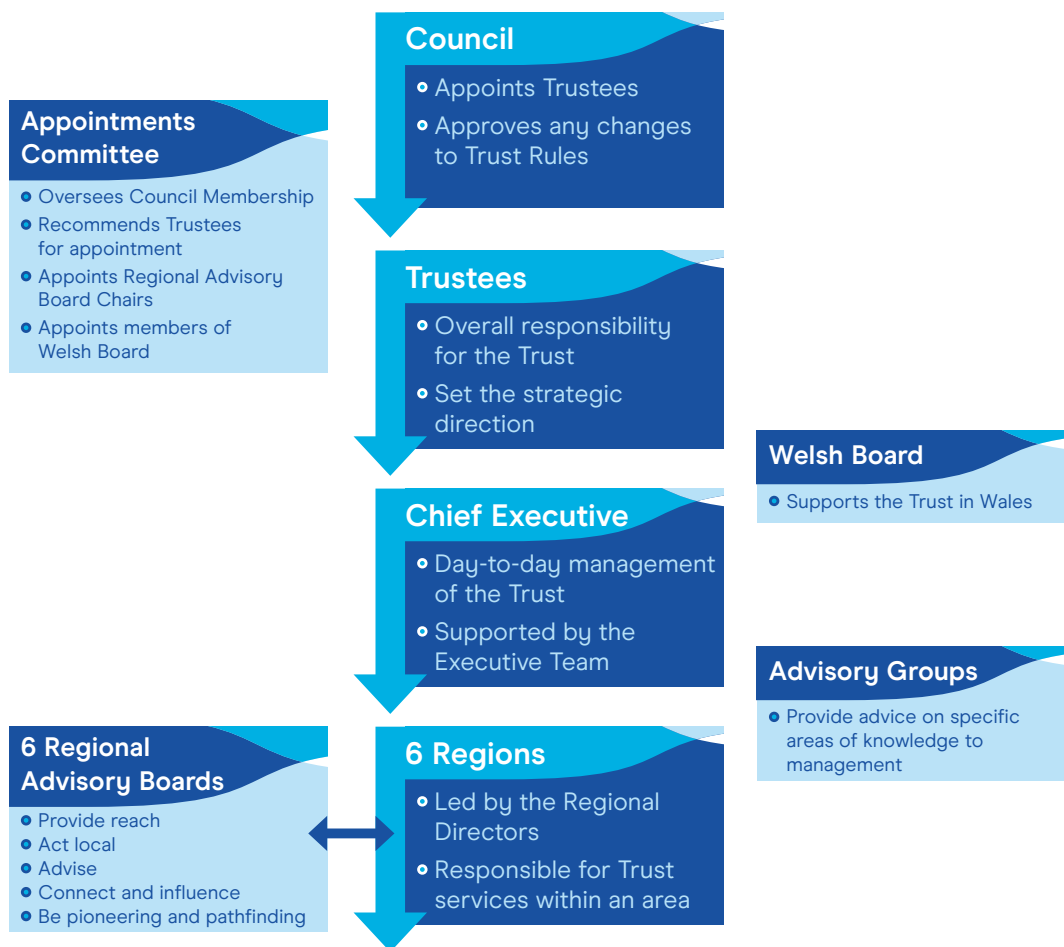 Council
Appoints Trustees
Approves any changes
to Trust Rules
Appointments
Committee
Oversees Council Membership
Recommends Trustees
for appointment
Appoints Regional Advisory
Board Chairs
Appoints members of
Welsh Board
Trustees
Overall responsibility
for the Trust
Set the strategic
direction
Welsh Board
Supports the Trust in Wales
Chief Executive
Day-to-day management
of the Trust
Supported by the
Executive Team
Advisory Groups
Provide advice on specific
areas of knowledge to
management
6 Regional
Advisory Boards
Provide reach
Act local
Advise
Connect and influence
Be pioneering and pathfinding
6 Regions
Led by the Regional
Directors
Responsible for Trust
services within an area